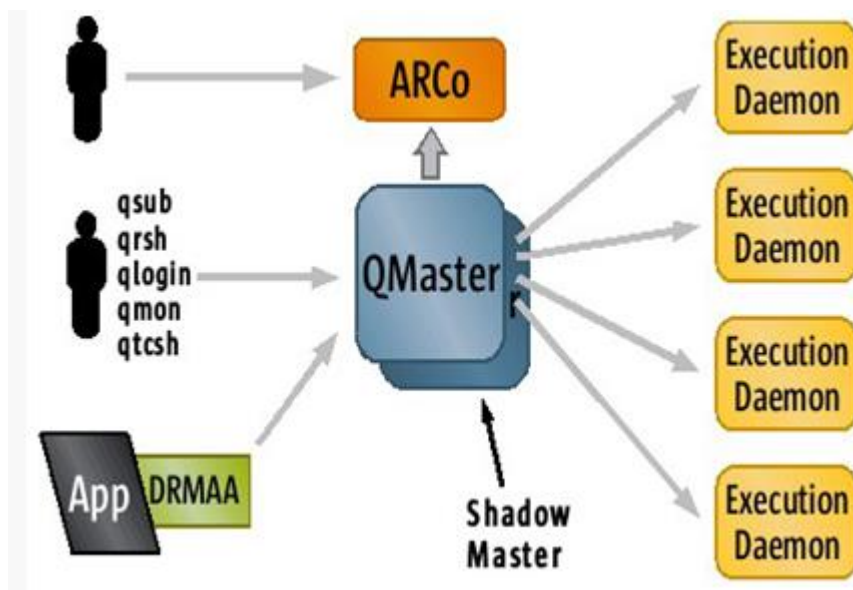 ARCo
qsub
qrsh
qlogin
qmon
qtcsh
QMaster
r
App
DRMAA
Shadow
Master
Execution
Daemon
Execution
Daemon
Execution
Daemon
Execution
Daemon